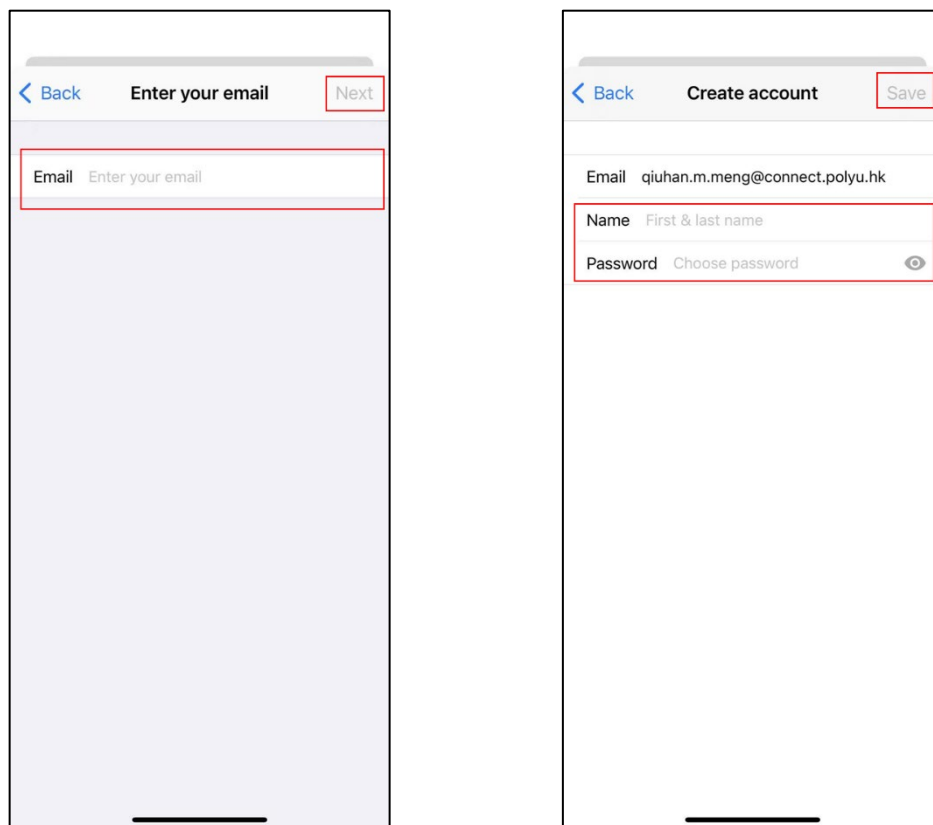 Back Enter your email Next
Email Enter your email
Back Create account Save
Email qiuhan.m.meng@connect.polyu.hk
Name First & last name
Password Choose password